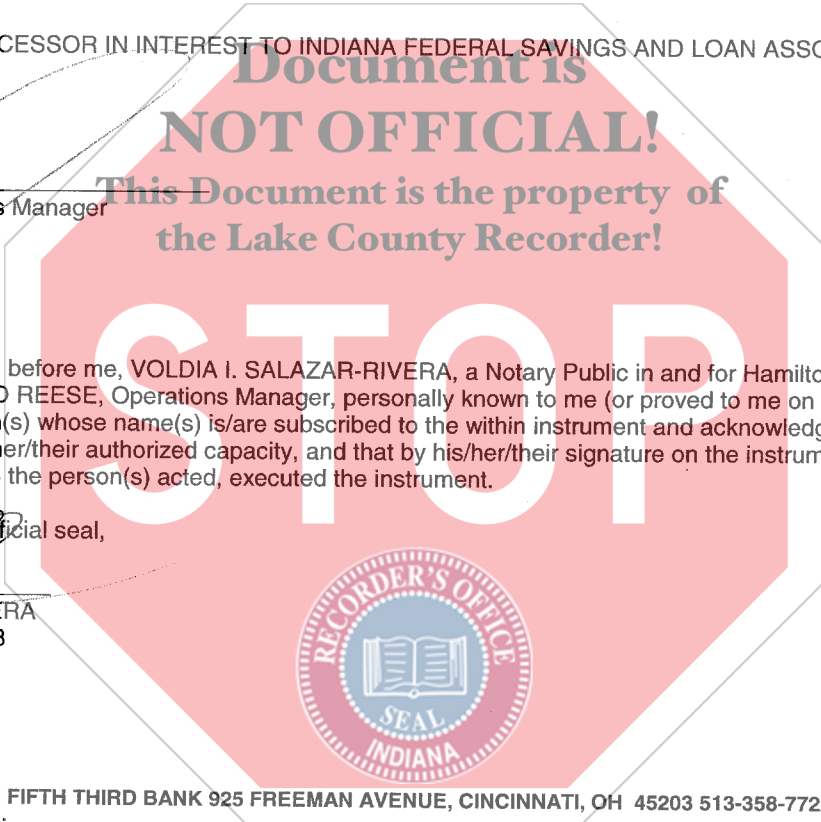 CESSOR IN INTEREST TO INDIANA FEDERAL SAVINGS AND LOAN ASSO
Document is
NOT OFFICIAL!
This Document is the property of
s Manager
the Lake County Recorder!
STOP
before me, VOLDIA I. SALAZAR-RIVERA, a Notary Public in and for Hamilto
O REESE, Operations Manager, personally known to me (or proved to me on
(s) whose name(s) is/are subscribed to the within instrument and acknowledg
er/their authorized capacity, and that by his/her/their signature on the instrum
the person(s) acted, executed the instrument.
ficial seal,
ERA
RECORDER'S OFFICE
SEAL
INDIANA
FIFTH THIRD BANK 925 FREEMAN AVENUE, CINCINNATI, OH 45203 513-358-772